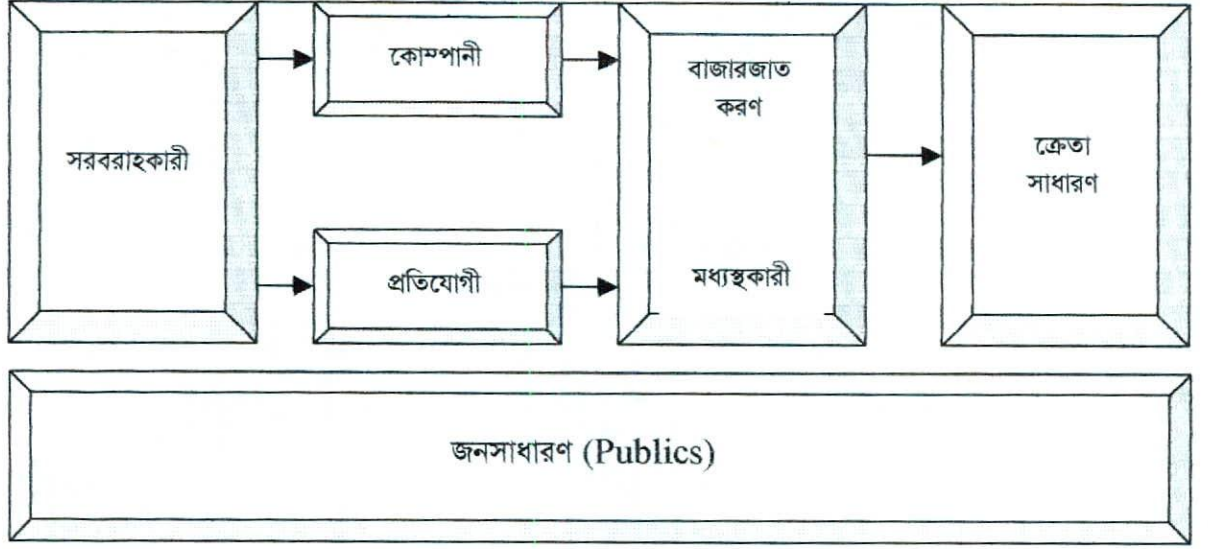 সরবরাহকারী
কোম্পানী
প্রতিযোগী
বাজারজাত
করণ
মধ্যস্থকারী
ক্রেতা
সাধারণ
জনসাধারণ (Publics)